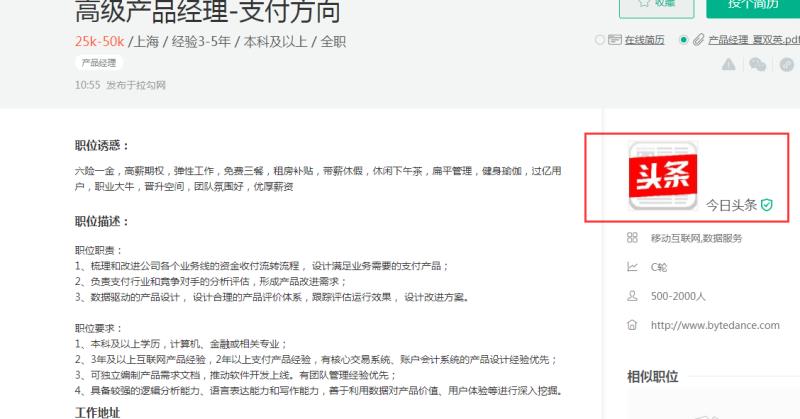 高级产品经理-支付方向
收藏
投个简历
25k-50k /上海 / 经验3-5年 / 本科及以上 / 全职
在线简历
产品经理_夏双英.pdf
产品经理
10:55 发布于拉勾网
职位诱惑：
六险一金，高薪期权，弹性工作，免费三餐，租房补贴，带薪休假，休闲下午茶，扁平管理，健身瑜伽，过亿用
户，职业大牛，晋升空间，团队氛围好，优厚薪资
职位描述：
职位职责：
1、梳理和改进公司各个业务线的资金收付流转流程， 设计满足业务需要的支付产品；
2、负责支付行业和竞争对手的分析评估，形成产品改进需求；
3、数据驱动的产品设计， 设计合理的产品评价体系，跟踪评估运行效果， 设计改进方案。
职位要求：
1、本科及以上学历，计算机、金融或相关专业；
2、3年及以上互联网产品经验，2年以上支付产品经验，有核心交易系统、账户会计系统的产品设计经验优先；
3、可独立编制产品需求文档，推动软件开发上线。有团队管理经验优先；
4、具备较强的逻辑分析能力、语言表达能力和写作能力，善于利用数据对产品价值、用户体验等进行深入挖掘。
工作地址
头条
今日头条
移动互联网,数据服务
C轮
500-2000人
http://www.bytedance.com
相似职位